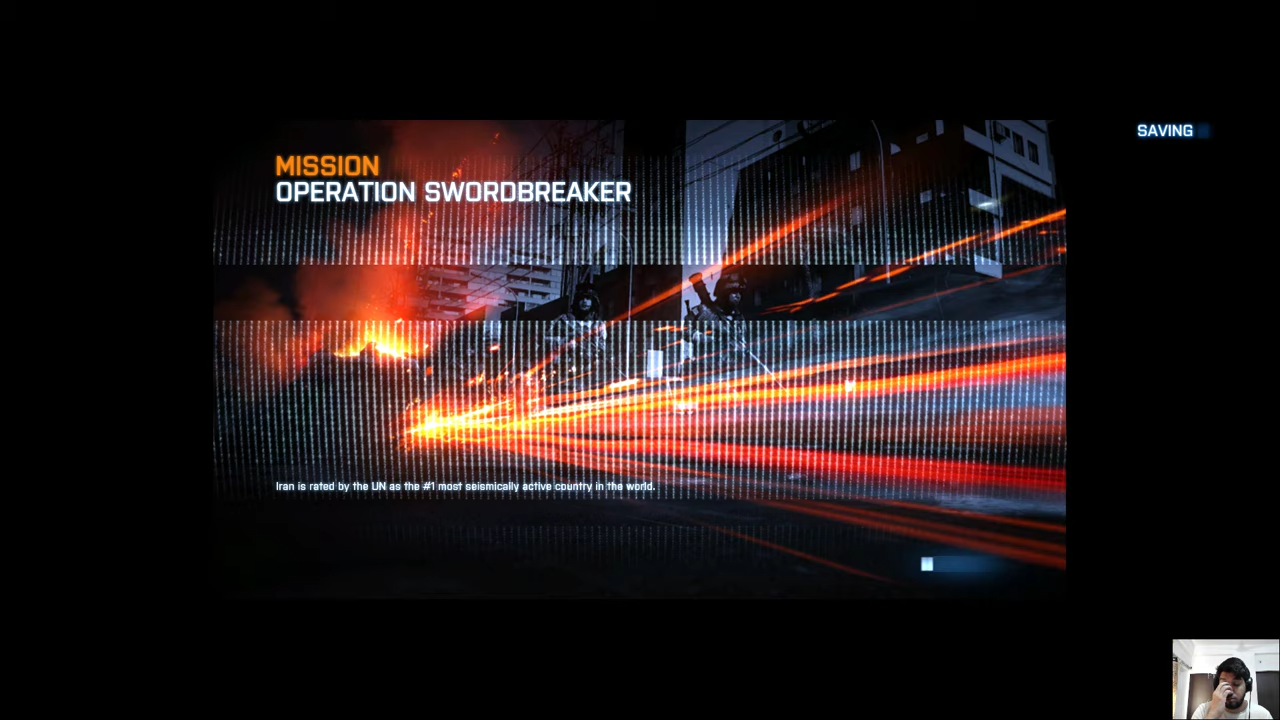 MISSION
OPERATION SWORDBREAKER
SAVING
Iran is rated by the UN as the #1 most seismically active country in the world.